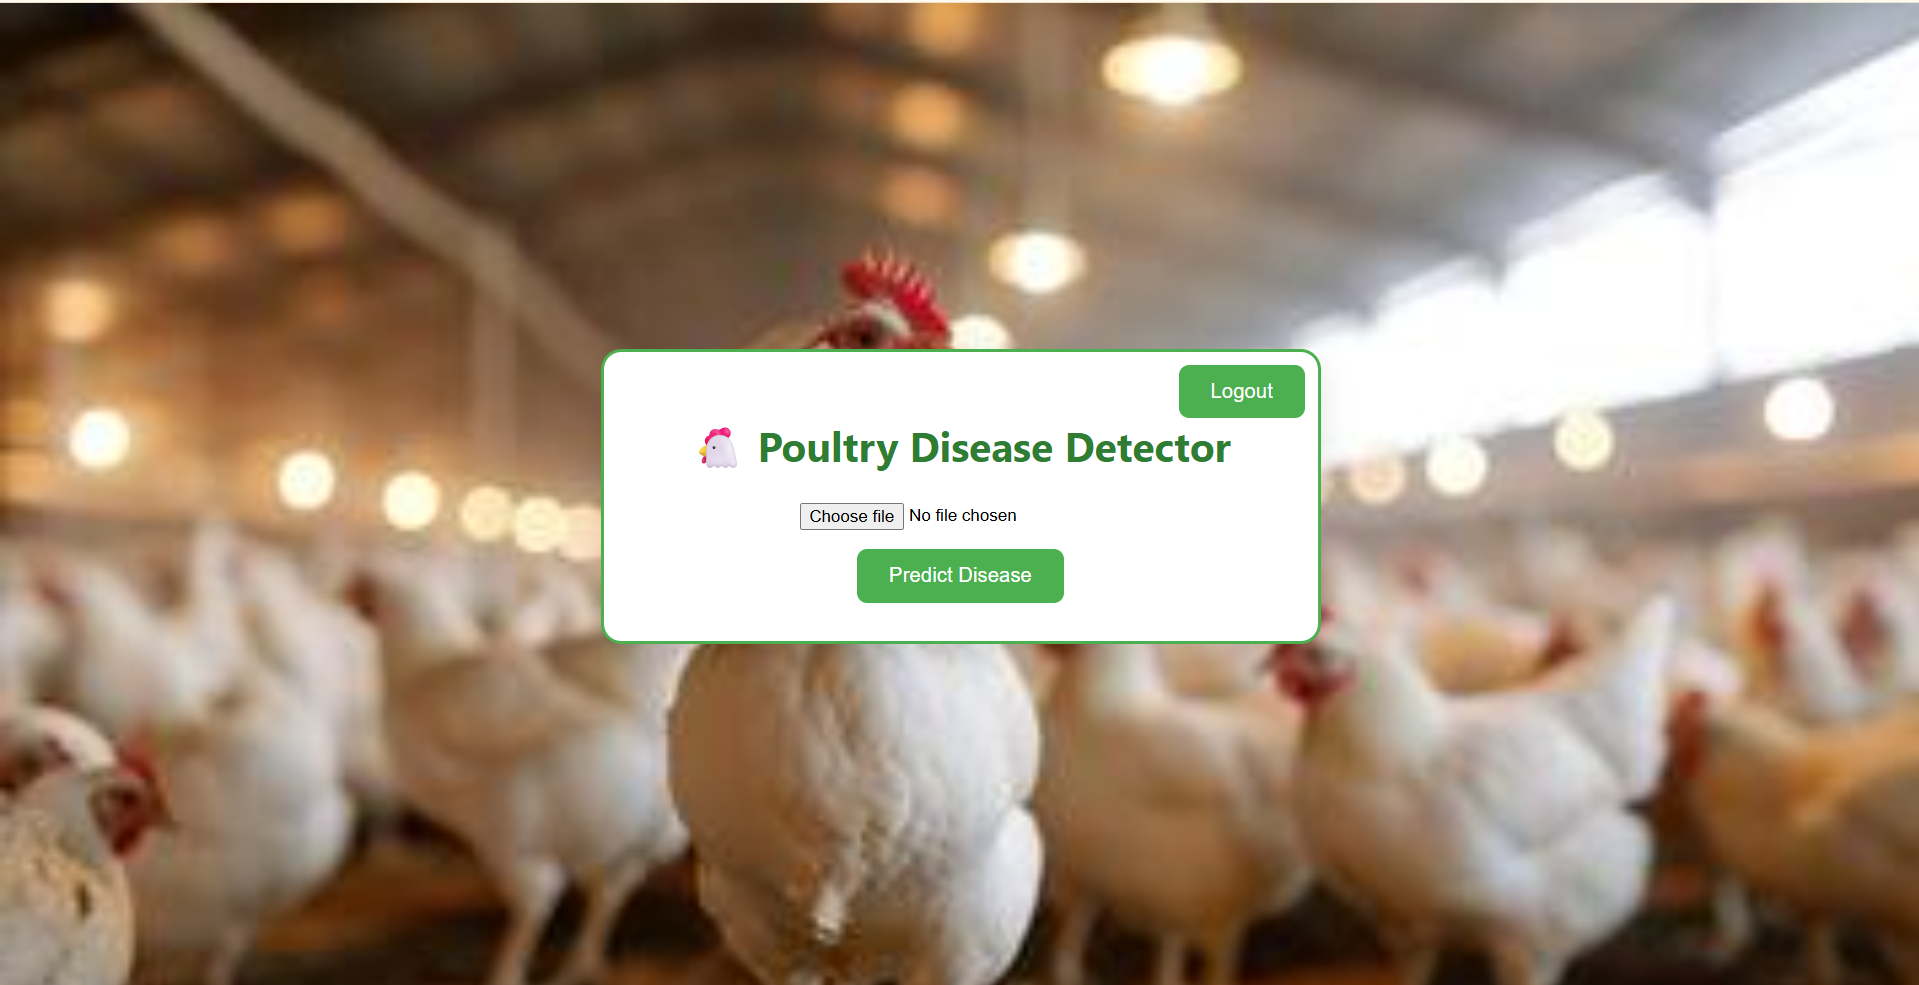 Logout
Poultry Disease Detector
Choose file No file chosen
Predict Disease